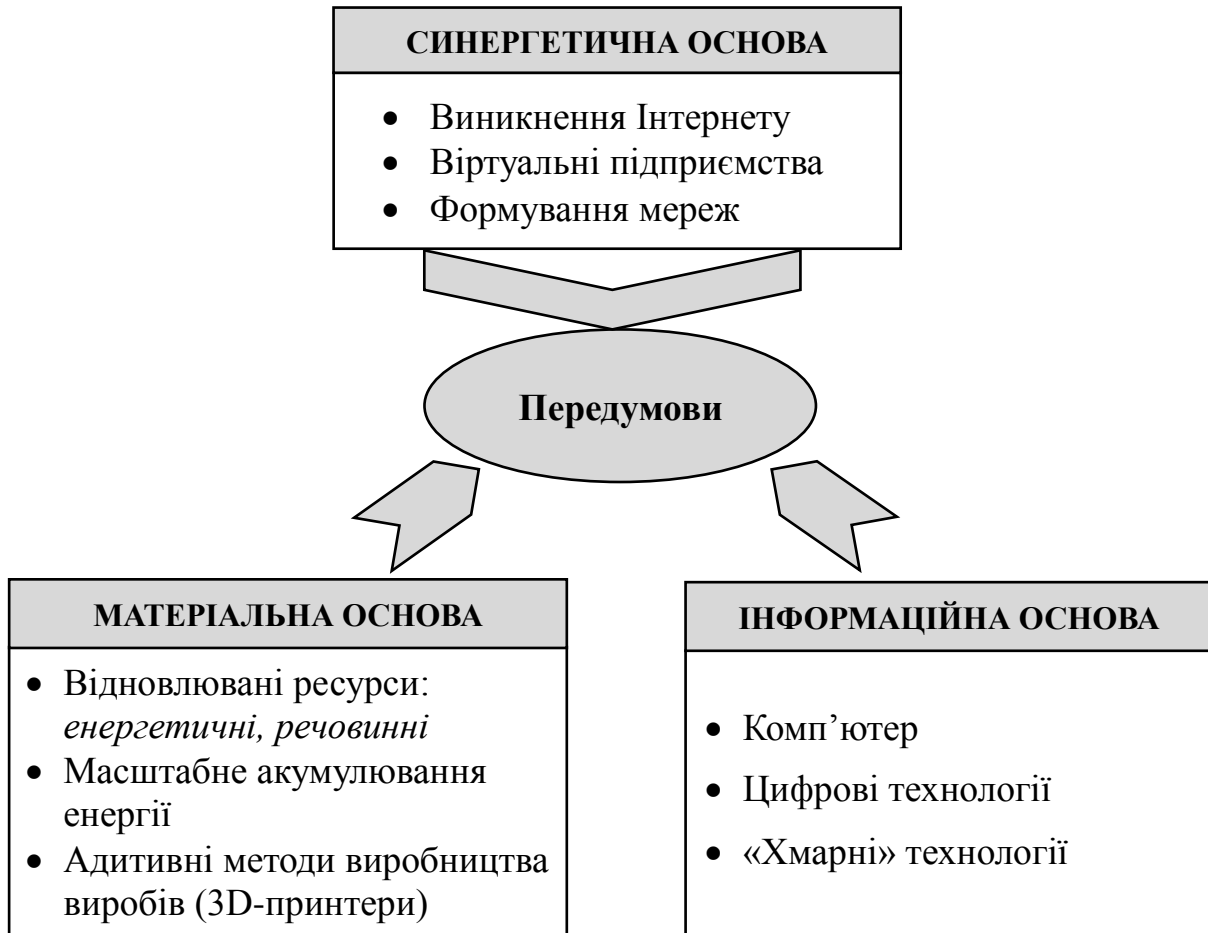 СИНЕРГЕТИЧНА ОСНОВА
• Виникнення Інтернету
• Віртуальні підприємства
• Формування мереж
Передумови
МАТЕРІАЛЬНА ОСНОВА
• Відновлювані ресурси:
енергетичні, речовинні
• Масштабне акумулювання
енергії
• Адитивні методи виробництва
виробів (3D-принтери)
ІНФОРМАЦІЙНА ОСНОВА
• Комп’ютер
• Цифрові технології
• «Хмарні» технології